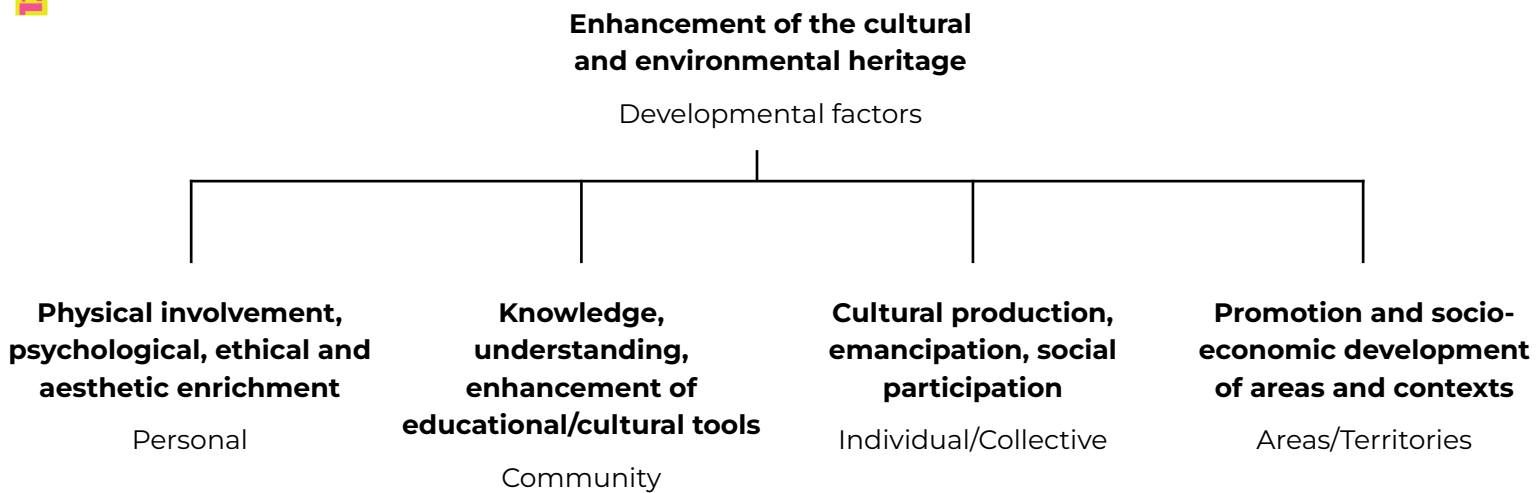 Enhancement of the cultural
and environmental heritage
Developmental factors
Physical involvement,
psychological, ethical and
aesthetic enrichment
Personal
Knowledge,
understanding,
enhancement of
educational/cultural tools
Community
Cultural production,
emancipation, social
participation
Individual/Collective
Promotion and socio-
economic development
of areas and contexts
Areas/Territories